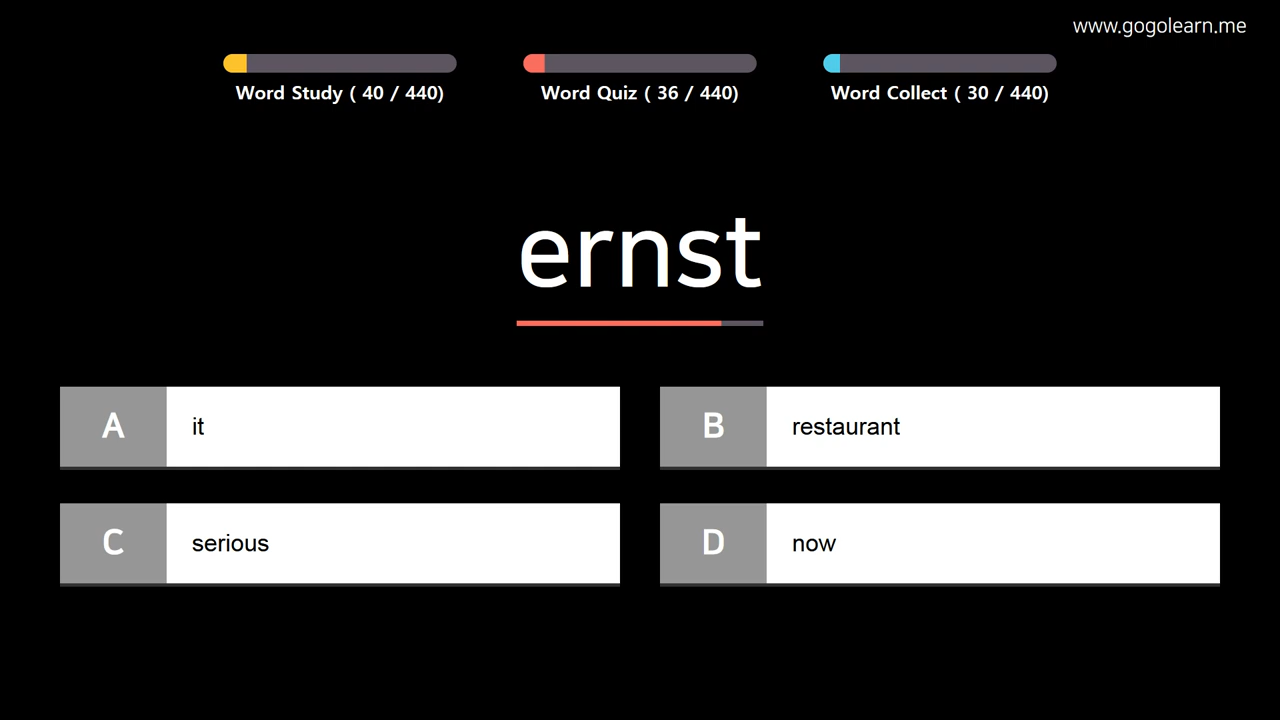 www.gogolearn.me
Word Study ( 40 / 440)
Word Quiz ( 36 / 440)
Word Collect ( 30 / 440)
ernst
A it
B restaurant
C serious
D now